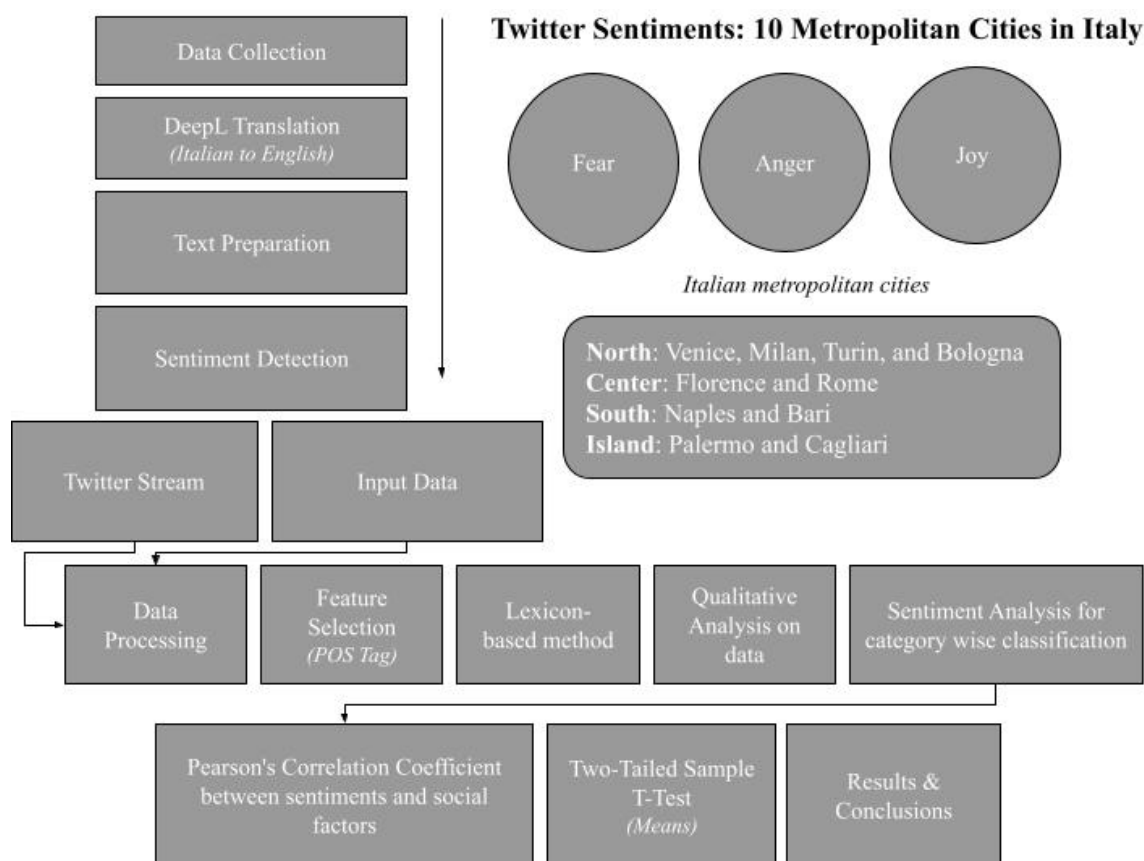 Twitter Sentiments: 10 Metropolitan Cities in Italy
Data Collection
DeepL Translation
(Italian to English)
Text Preparation
Sentiment Detection
Fear
Anger
Joy
Italian metropolitan cities
North: Venice, Milan, Turin, and Bologna
Center: Florence and Rome
South: Naples and Bari
Island: Palermo and Cagliari
Twitter Stream
Input Data
Data
Processing
Feature
Selection
(POS Tag)
Lexicon-
based method
Qualitative
Analysis on
data
Sentiment Analysis for
category wise classification
Pearson's Correlation Coefficient
between sentiments and social
factors
Two-Tailed Sample
T-Test
(Means)
Results &
Conclusions